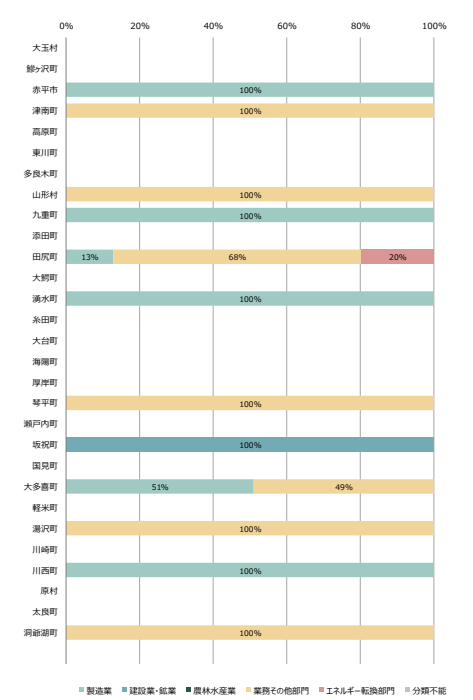 0% 20% 40% 60% 80% 100%
大玉村
鰺ヶ沢町
赤平市 100%
津南町 100%
高原町
東川町
多良木町
山形村 100%
九重町 100%
添田町
田尻町 13% 68% 20%
大鰐町
湧水町 100%
糸田町
大台町
海陽町
厚岸町
琴平町 100%
瀬戸内町
坂祝町 100%
国見町
大多喜町 51% 49%
軽米町
湯沢町 100%
川崎町
川西町 100%
原村
太良町
洞爺湖町 100%
製造業 建設業・鉱業 農林水産業 業務その他部門 エネルギー転換部門 分類不能